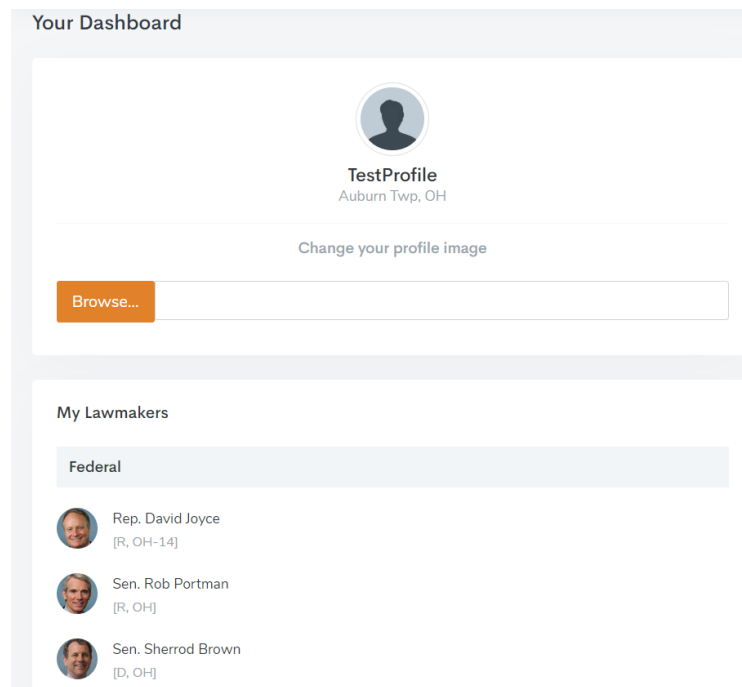 Your Dashboard
TestProfile
Auburn Twp, OH
Change your profile image
Browse...
My Lawmakers
Federal
Rep. David Joyce
[R, OH-14]
Sen. Rob Portman
[R, OH]
Sen. Sherrod Brown
[D, OH]